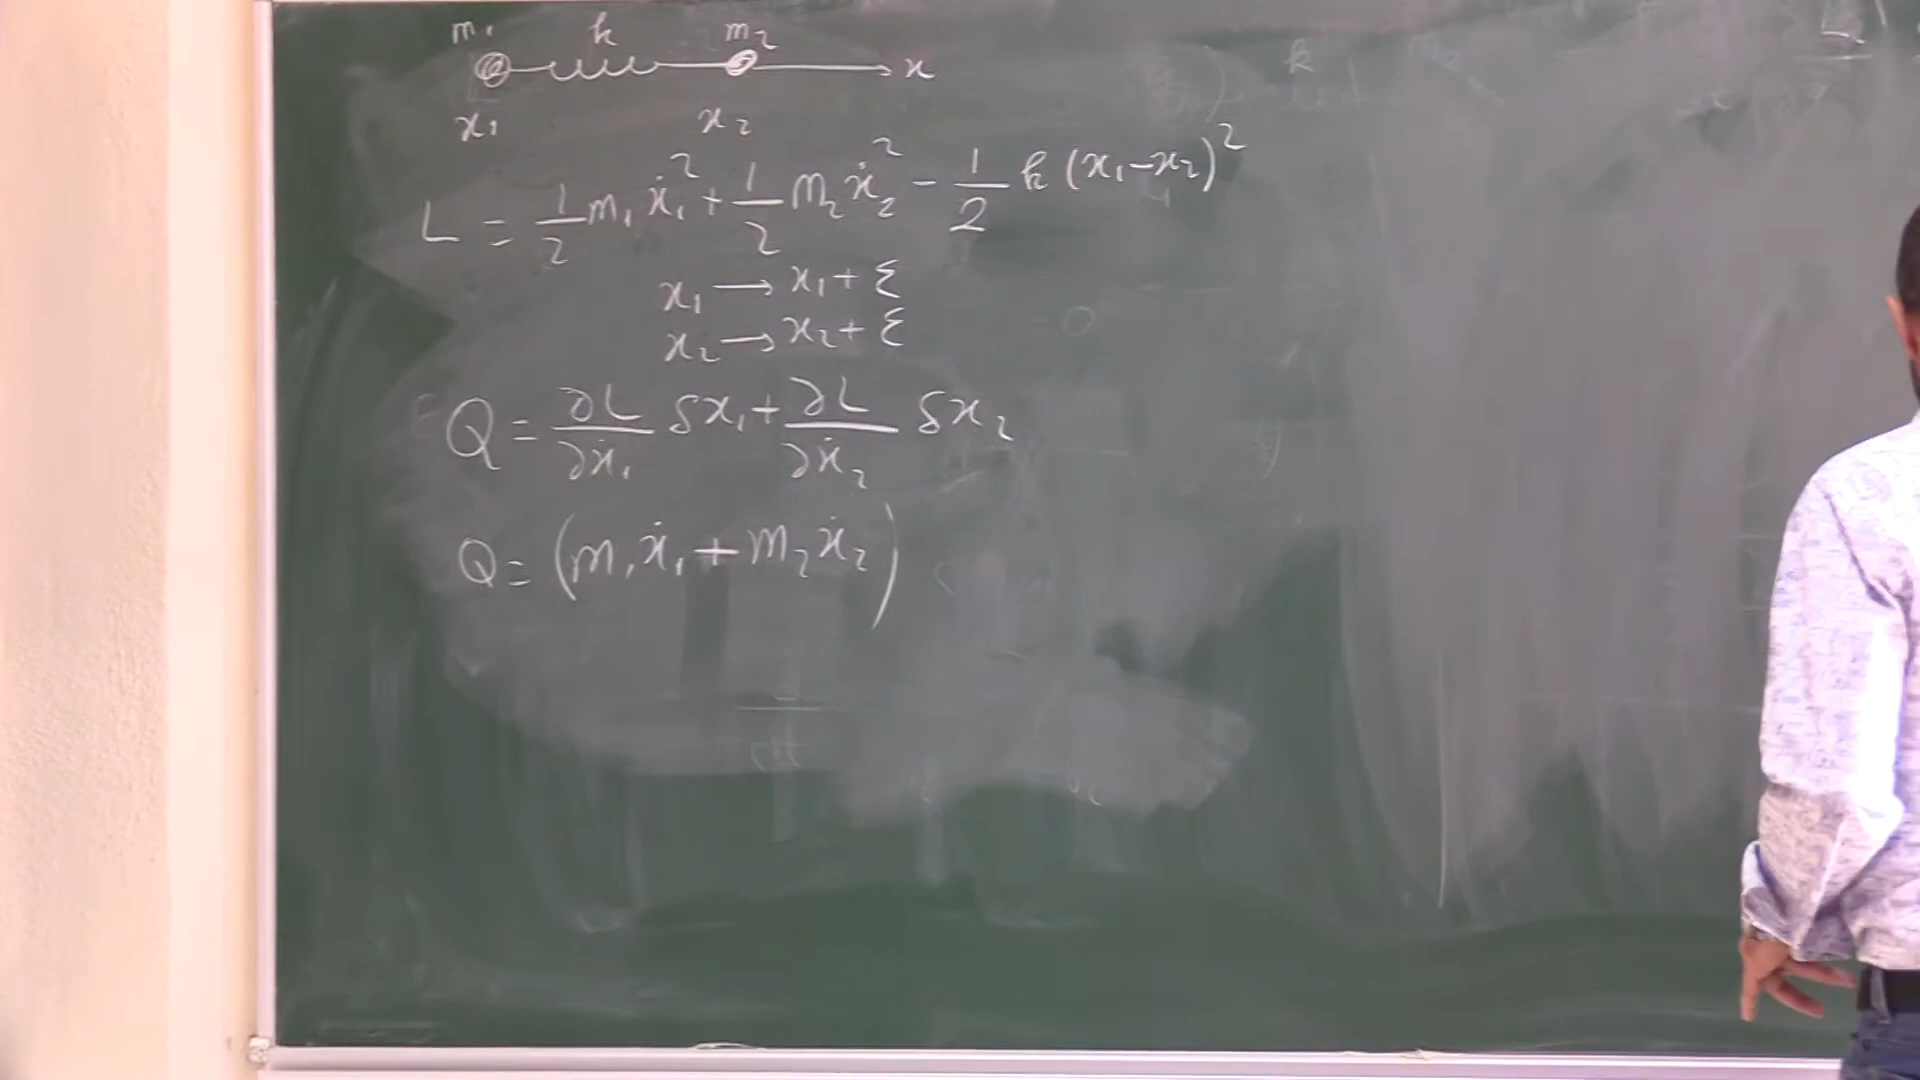 m₁ k m₂
x
x₁ x₂
L = 1/2 m₁ ẋ₁² + 1/2 m₂ ẋ₂² - 1/2 k (x₁-x₂)²
x₁ → x₁ + ε
x₂ → x₂ + ε
Q = ∂L/∂ẋ₁ δx₁ + ∂L/∂ẋ₂ δx₂
Q = (m₁ẋ₁ + m₂ẋ₂)